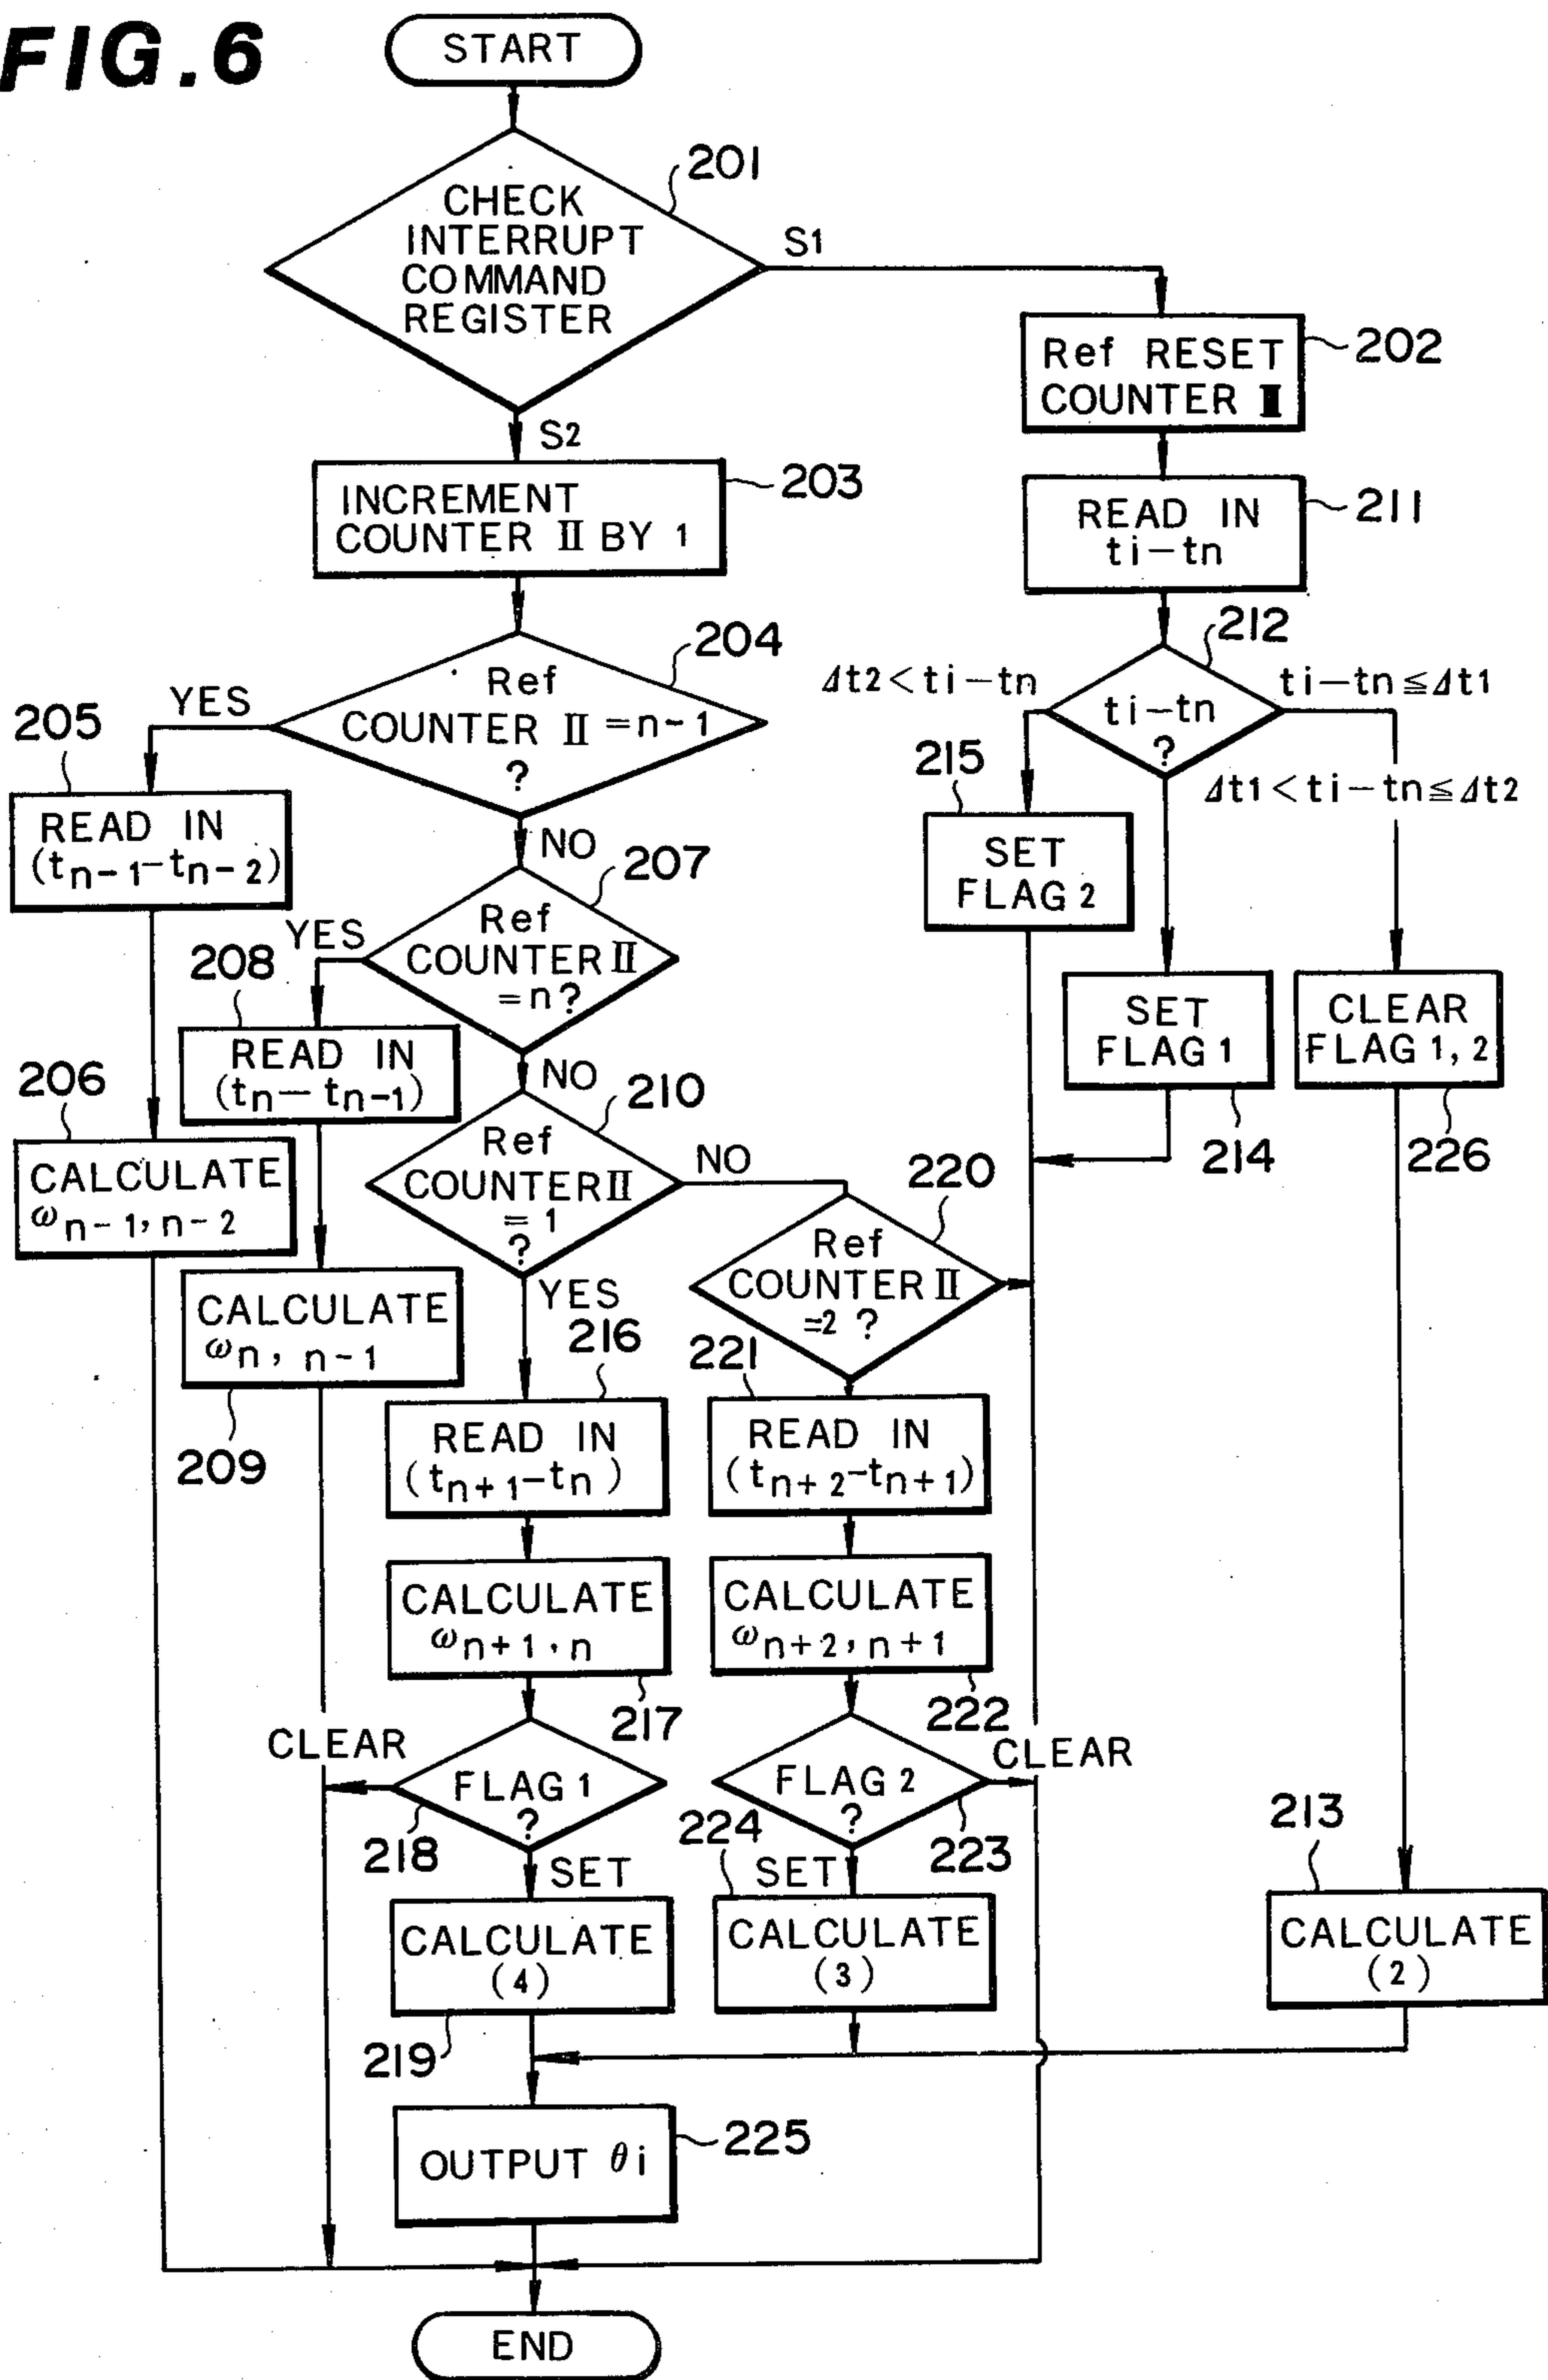 FIG.6
START
201
CHECK
INTERRUPT
COMMAND
REGISTER
S1
S2
Ref RESET
COUNTER II
202
INCREMENT
COUNTER II BY 1
203
READ IN
ti-tn
211
204
Ref
COUNTER II =n-1
?
YES
NO
212
Δt2<ti-tn
ti-tn
?
ti-tn≦Δt1
Δt1<ti-tn≦Δt2
205
READ IN
(tn-1-tn-2)
215
SET
FLAG 2
207
Ref
COUNTER II
=n?
YES
NO
208
READ IN
(tn-tn-1)
SET
FLAG 1
214
CLEAR
FLAG 1, 2
226
206
CALCULATE
ωn-1, n-2
210
Ref
COUNTER II
=1
?
NO
YES
220
Ref
COUNTER II
=2 ?
CALCULATE
ωn, n-1
209
216
READ IN
(tn+1-tn)
221
READ IN
(tn+2-tn+1)
CALCULATE
ωn+1, n
217
CALCULATE
ωn+2, n+1
222
CLEAR
FLAG 1
?
218
SET
FLAG 2
?
CLEAR
223
224
SET
CALCULATE
(4)
219
CALCULATE
(3)
213
CALCULATE
(2)
OUTPUT θi
225
END